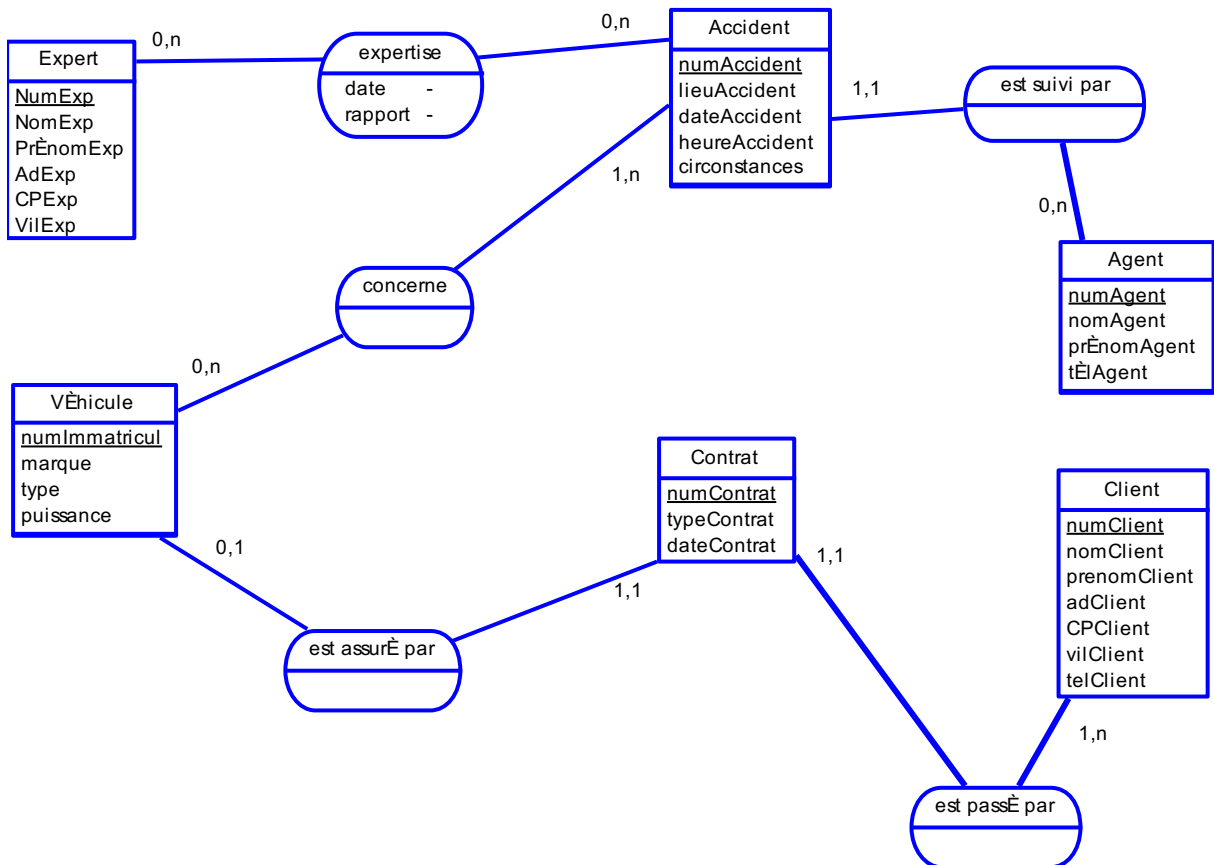 Expert
NumExp
NomExp
PrÈnomExp
AdExp
CPExp
VilExp
0,n
expertise
date -
rapport -
0,n
Accident
numAccident
lieuAccident
dateAccident
heureAccident
circonstances
1,1
est suivi par
0,n
Agent
numAgent
nomAgent
prÈnomAgent
tÈlAgent
1,n
concerne
0,n
VÈhicule
numImmatricul
marque
type
puissance
0,1
est assurÈ par
1,1
Contrat
numContrat
typeContrat
dateContrat
1,1
Client
numClient
nomClient
prenomClient
adClient
CPClient
vilClient
telClient
1,n
est passÈ par